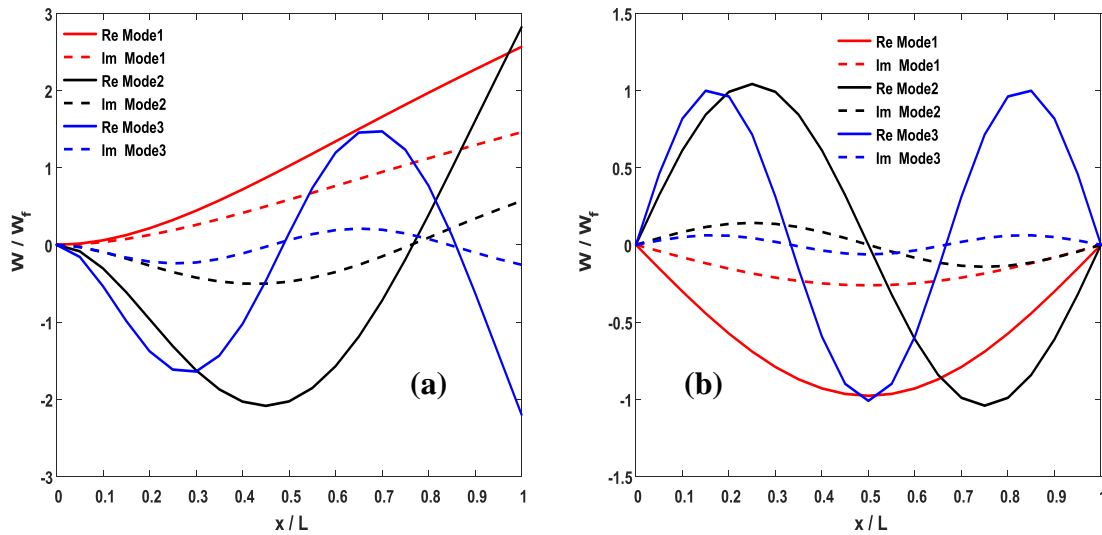 (a)
3
2
1
0
-1
-2
-3
w / w_f
Re Mode1
Im Mode1
Re Mode2
Im Mode2
Re Mode3
Im Mode3
0 0.1 0.2 0.3 0.4 0.5 0.6 0.7 0.8 0.9 1
x / L
(b)
1.5
1
0.5
0
-0.5
-1
-1.5
w / w_f
Re Mode1
Im Mode1
Re Mode2
Im Mode2
Re Mode3
Im Mode3
0 0.1 0.2 0.3 0.4 0.5 0.6 0.7 0.8 0.9 1
x / L